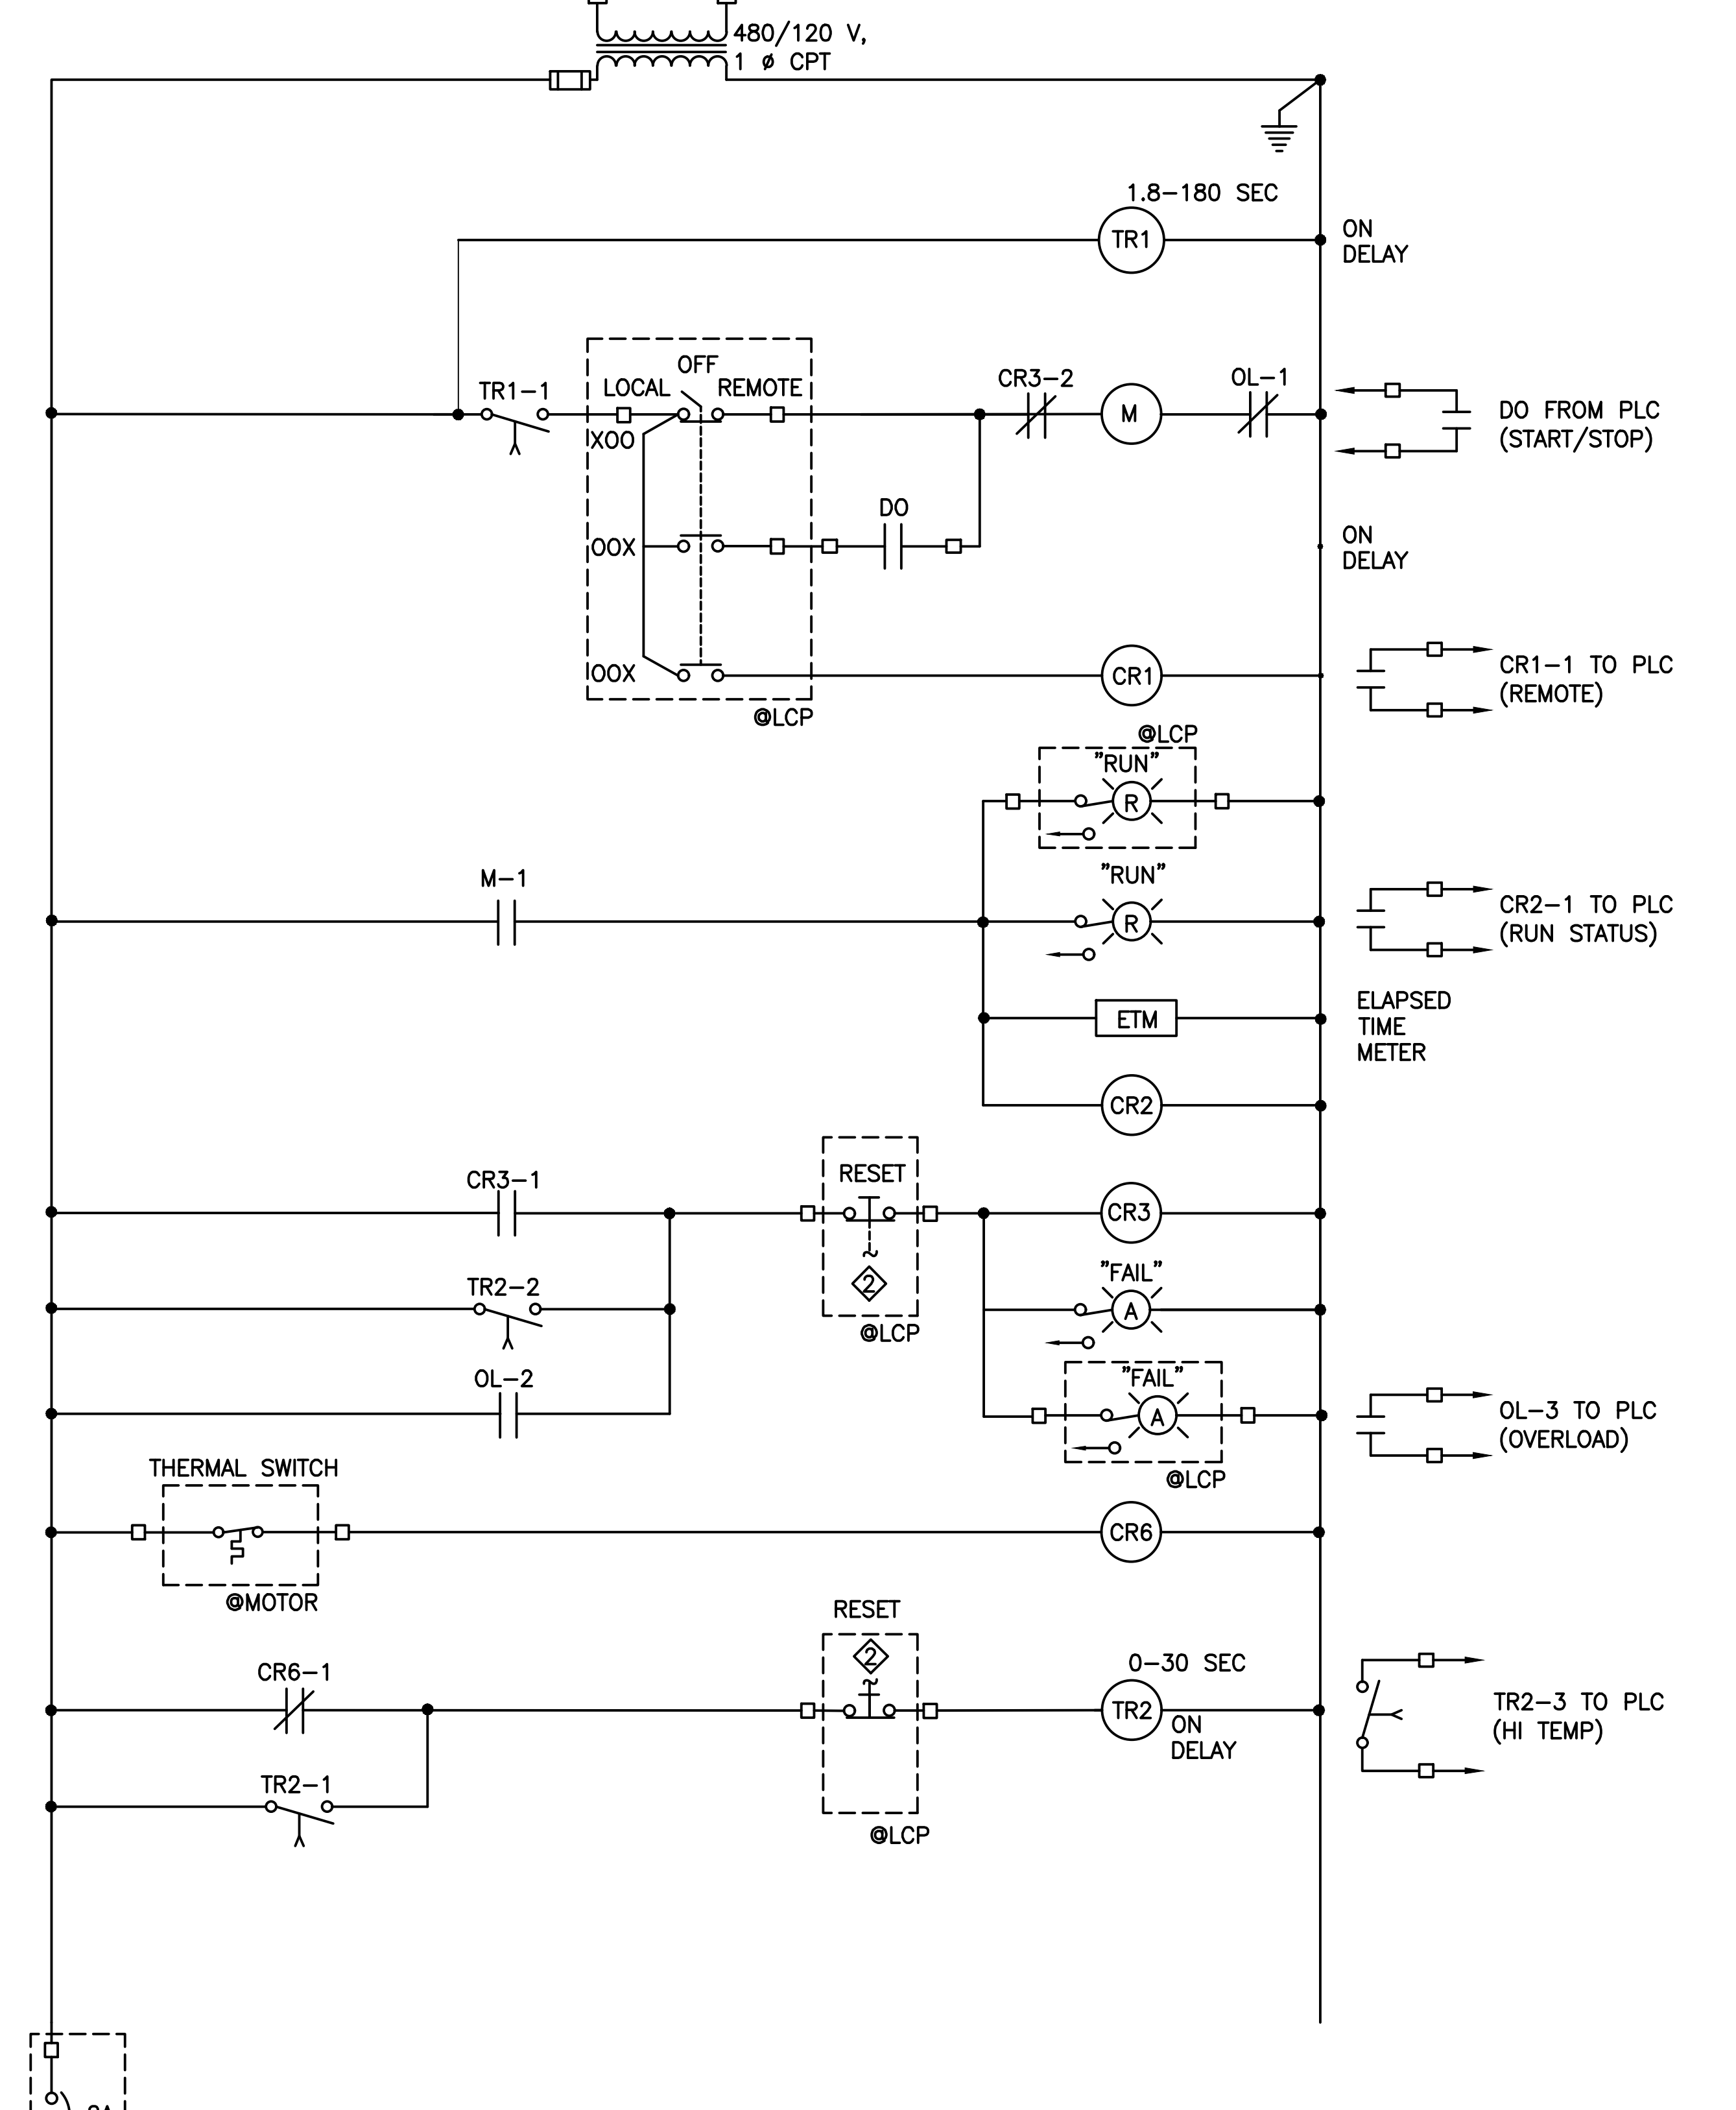 480/120 V,
1 ø CPT
1.8-180 SEC
TR1
ON
DELAY
OFF
LOCAL
REMOTE
TR1-1
XOO
CR3-2
M
OL-1
DO FROM PLC
(START/STOP)
DO
OOX
ON
DELAY
OOX
CR1
CR1-1 TO PLC
(REMOTE)
@LCP
@LCP
"RUN"
R
"RUN"
M-1
R
CR2-1 TO PLC
(RUN STATUS)
ETM
ELAPSED
TIME
METER
CR2
RESET
CR3-1
CR3
2
TR2-2
"FAIL"
A
@LCP
OL-2
"FAIL"
A
OL-3 TO PLC
(OVERLOAD)
@LCP
THERMAL SWITCH
CR6
@MOTOR
RESET
2
CR6-1
0-30 SEC
TR2
ON
DELAY
TR2-3 TO PLC
(HI TEMP)
TR2-1
@LCP